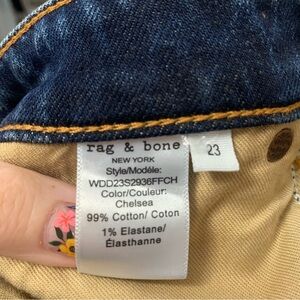 rag & bone
NEW YORK
Style/Modèle:
WDD23S2936FFCH
Color/Couleur:
Chelsea
99% Cotton/ Coton
1% Elastane/
Élasthanne
23